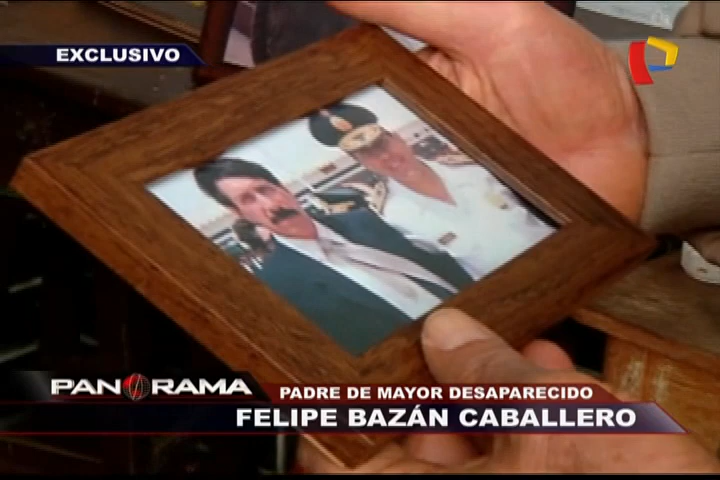 EXCLUSIVO
PANORAMA
PADRE DE MAYOR DESAPARECIDO
FELIPE BAZÁN CABALLERO